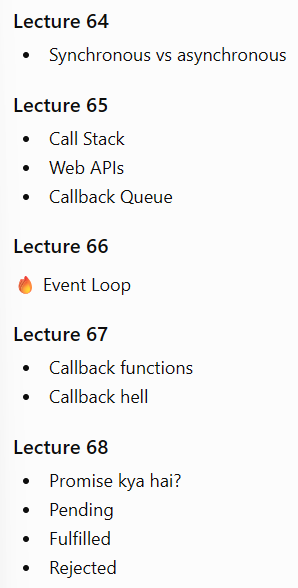 Lecture 64
• Synchronous vs asynchronous
Lecture 65
• Call Stack
• Web APIs
• Callback Queue
Lecture 66
🔥 Event Loop
Lecture 67
• Callback functions
• Callback hell
Lecture 68
• Promise kya hai?
• Pending
• Fulfilled
• Rejected